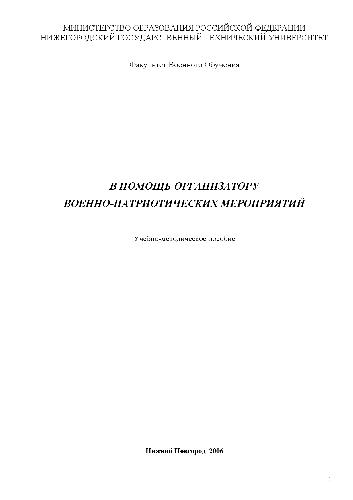 МИНИСТЕРСТВО ОБРАЗОВАНИЯ РОССИЙСКОЙ ФЕДЕРАЦИИ
НИЖЕГОРОДСКИЙ ГОСУДАРСТВЕННЫЙ ТЕХНИЧЕСКИЙ УНИВЕРСИТЕТ
Факультет Военного Обучения
В ПОМОЩЬ ОРГАНИЗАТОРУ
ВОЕННО-ПАТРИОТИЧЕСКИХ МЕРОПРИЯТИЙ
Учебно-методическое пособие
Нижний Новгород 2006